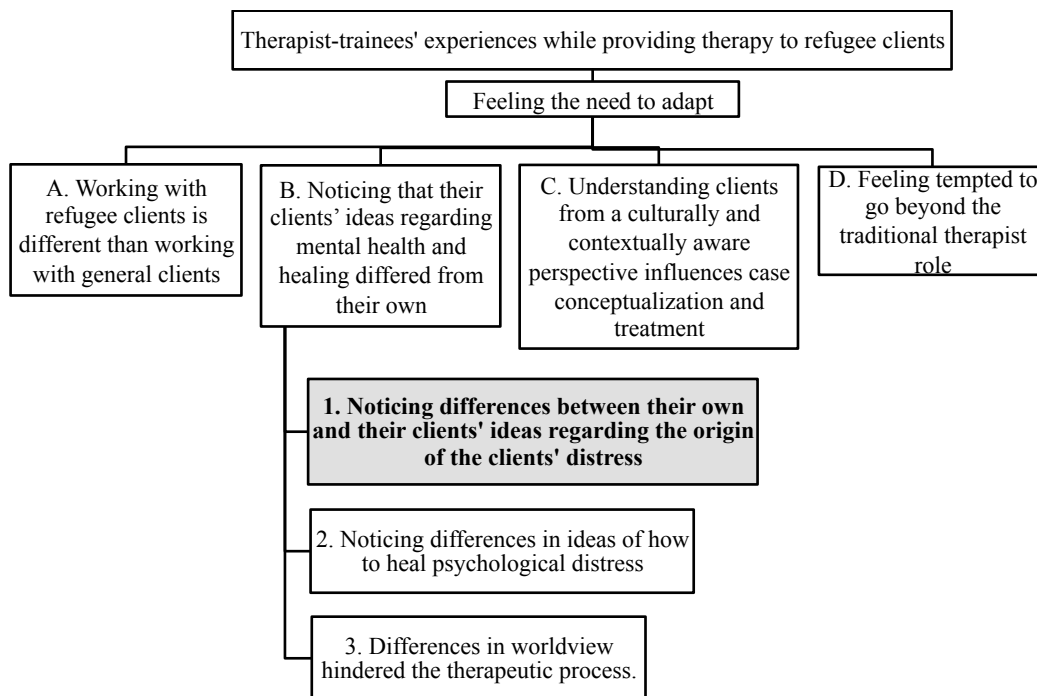 Therapist-trainees' experiences while providing therapy to refugee clients
Feeling the need to adapt
A. Working with
refugee clients is
different than working
with general clients
B. Noticing that their
clients’ ideas regarding
mental health and
healing differed from
their own
C. Understanding clients
from a culturally and
contextually aware
perspective influences case
conceptualization and
treatment
D. Feeling tempted to
go beyond the
traditional therapist
role
1. Noticing differences between their own
and their clients' ideas regarding the origin
of the clients' distress
2. Noticing differences in ideas of how
to heal psychological distress
3. Differences in worldview
hindered the therapeutic process.